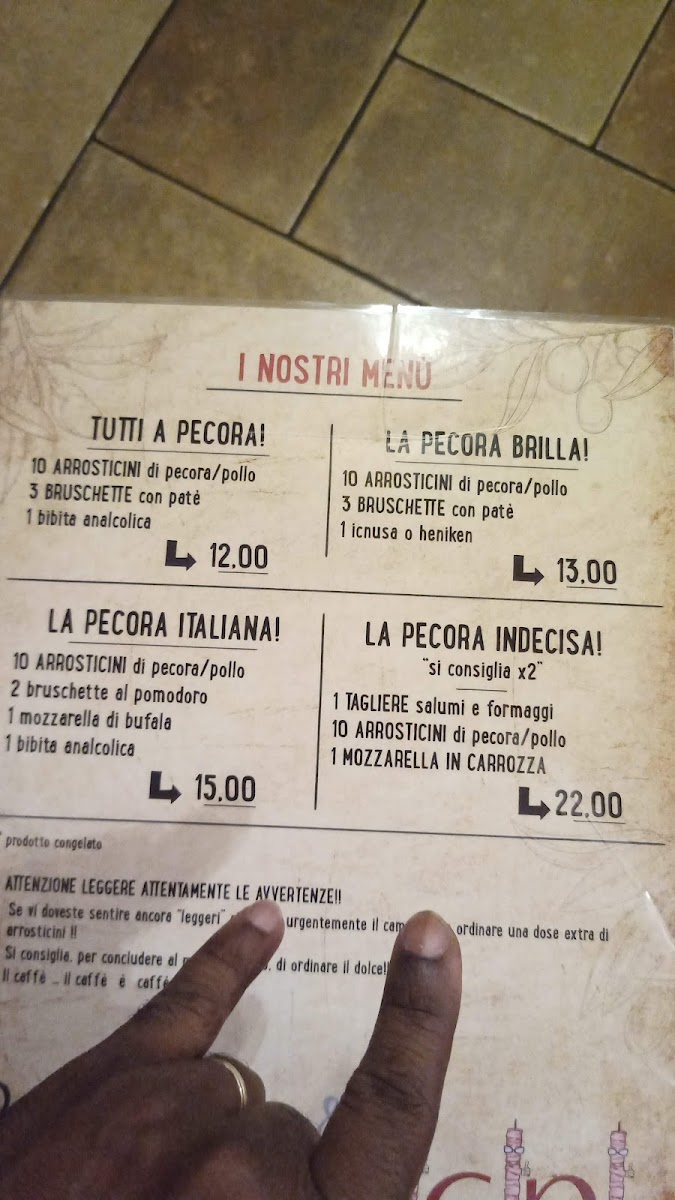 I NOSTRI MENÙ
TUTTI A PECORA!
10 ARROSTICINI di pecora/pollo
3 BRUSCHETTE con patè
1 bibita analcolica
12,00
LA PECORA BRILLA!
10 ARROSTICINI di pecora/pollo
3 BRUSCHETTE con patè
1 icnusa o heniken
13,00
LA PECORA ITALIANA!
10 ARROSTICINI di pecora/pollo
2 bruschette al pomodoro
1 mozzarella di bufala
1 bibita analcolica
15,00
LA PECORA INDECISA!
"si consiglia x2"
1 TAGLIERE salumi e formaggi
10 ARROSTICINI di pecora/pollo
1 MOZZARELLA IN CARROZZA
22,00
* prodotto congelato
ATTENZIONE LEGGERE ATTENTAMENTE LE AVVERTENZE!!
Se vi doveste sentire ancora "leggeri" urgentemente il ordinare una dose extra di
arrosticini !!
Si consiglia, per concludere al di ordinare il dolce!!
Il caffè ... il caffè è